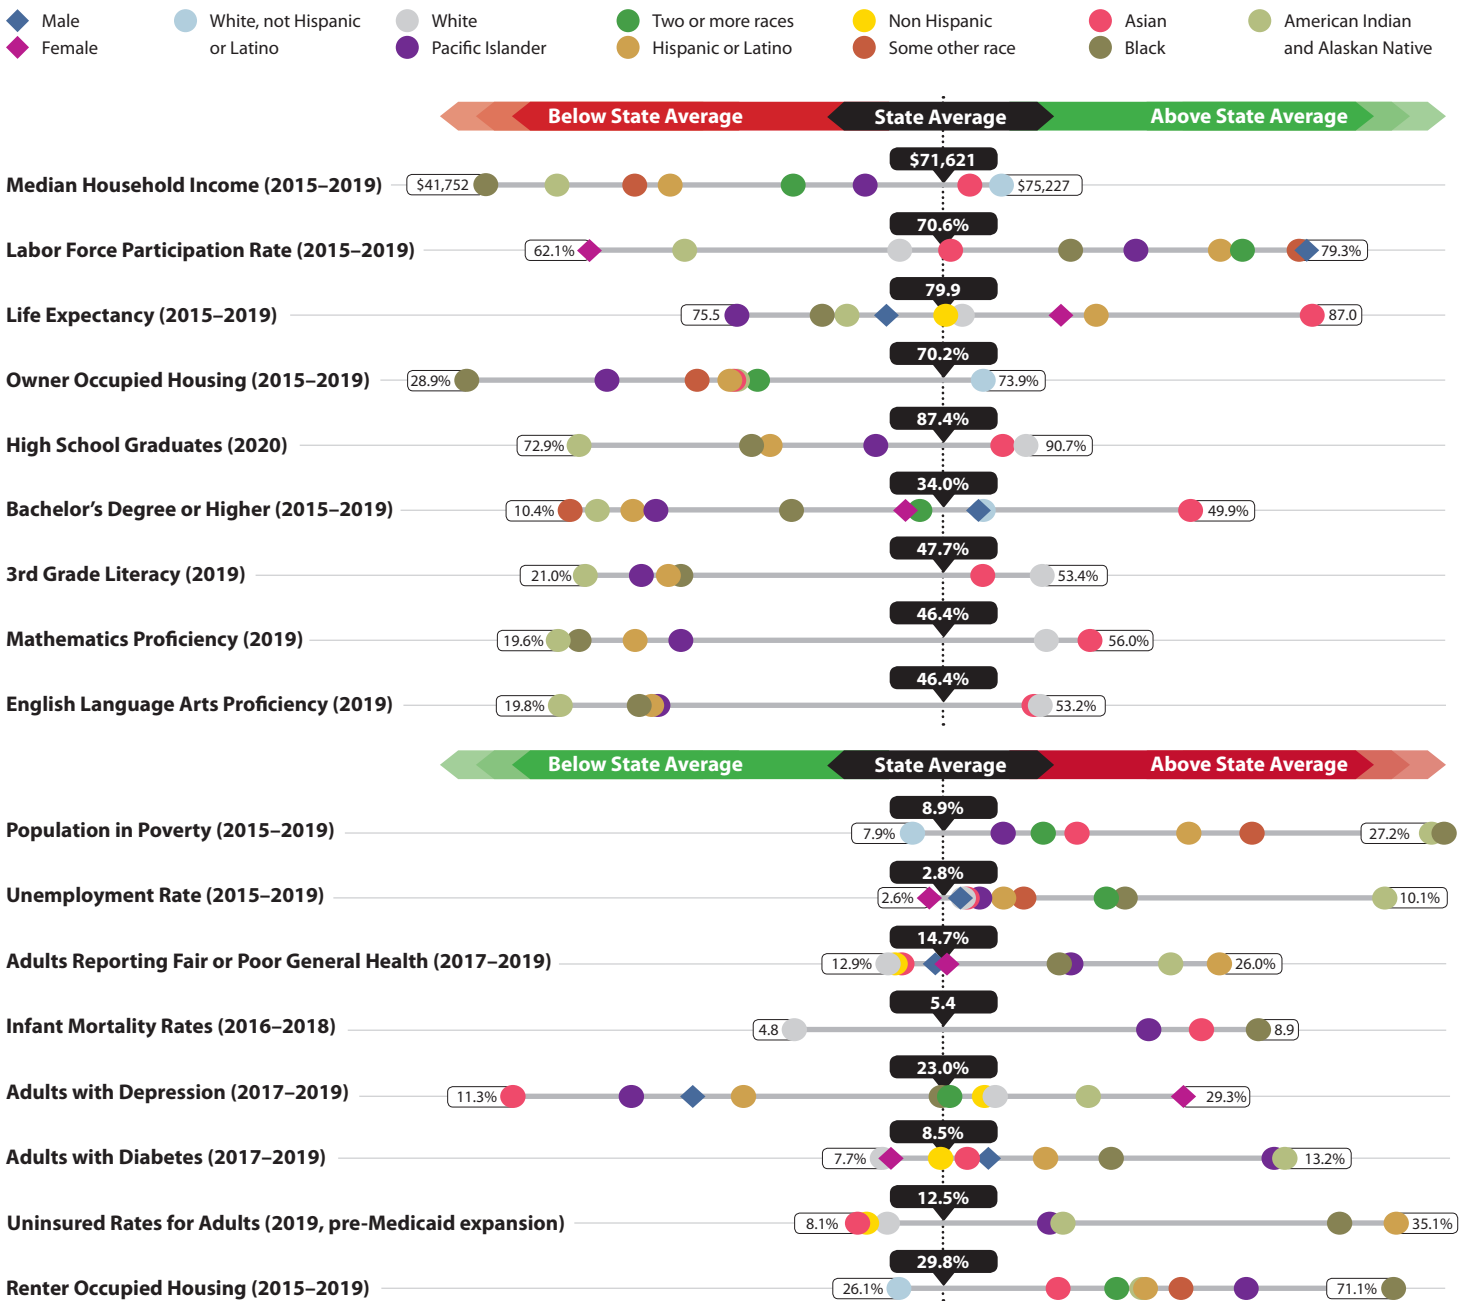 Male
Female
White, not Hispanic
or Latino
White
Pacific Islander
Two or more races
Hispanic or Latino
Non Hispanic
Some other race
Asian
Black
American Indian
and Alaskan Native
Below State Average
State Average
Above State Average
$71,621
Median Household Income (2015–2019)
$41,752
$75,227
70.6%
Labor Force Participation Rate (2015–2019)
62.1%
79.3%
79.9
Life Expectancy (2015–2019)
75.5
87.0
70.2%
Owner Occupied Housing (2015–2019)
28.9%
73.9%
87.4%
High School Graduates (2020)
72.9%
90.7%
34.0%
Bachelor’s Degree or Higher (2015–2019)
10.4%
49.9%
47.7%
3rd Grade Literacy (2019)
21.0%
53.4%
46.4%
Mathematics Proficiency (2019)
19.6%
56.0%
46.4%
English Language Arts Proficiency (2019)
19.8%
53.2%
Below State Average
State Average
Above State Average
8.9%
Population in Poverty (2015–2019)
7.9%
27.2%
2.8%
Unemployment Rate (2015–2019)
2.6%
10.1%
14.7%
Adults Reporting Fair or Poor General Health (2017–2019)
12.9%
26.0%
5.4
Infant Mortality Rates (2016–2018)
4.8
8.9
23.0%
Adults with Depression (2017–2019)
11.3%
29.3%
8.5%
Adults with Diabetes (2017–2019)
7.7%
13.2%
12.5%
Uninsured Rates for Adults (2019, pre-Medicaid expansion)
8.1%
35.1%
29.8%
Renter Occupied Housing (2015–2019)
26.1%
71.1%